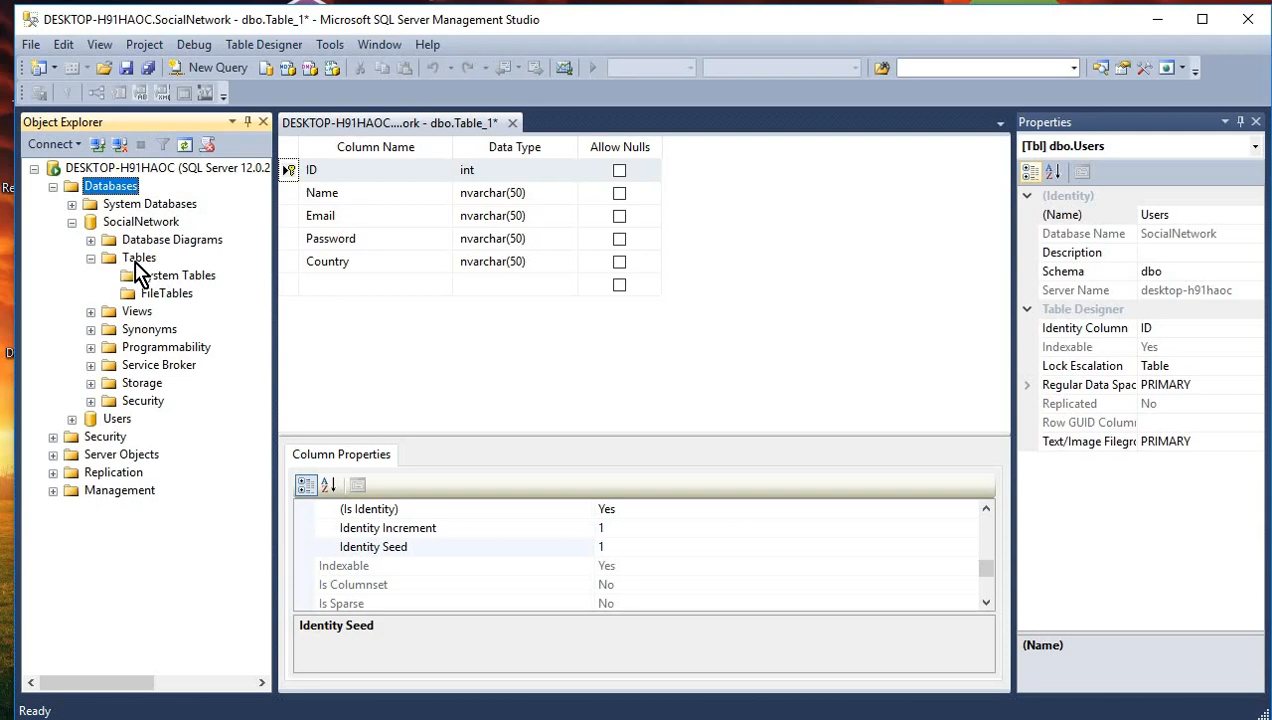 DESKTOP-H91HAOC.SocialNetwork - dbo.Table_1* - Microsoft SQL Server Management Studio
File Edit View Project Debug Table Designer Tools Window Help
New Query
Object Explorer
Connect
DESKTOP-H91HAOC (SQL Server 12.0.2
Databases
System Databases
SocialNetwork
Database Diagrams
Tables
System Tables
FileTables
Views
Synonyms
Programmability
Service Broker
Storage
Security
Users
Security
Server Objects
Replication
Management
DESKTOP-H91HAOC....ork - dbo.Table_1*
Column Name Data Type Allow Nulls
ID int
Name nvarchar(50)
Email nvarchar(50)
Password nvarchar(50)
Country nvarchar(50)
Column Properties
(Is Identity) Yes
Identity Increment 1
Identity Seed 1
Indexable Yes
Is Columnset No
Is Sparse No
Identity Seed
Properties
[Tbl] dbo.Users
(Identity)
(Name) Users
Database Name SocialNetwork
Description
Schema dbo
Server Name desktop-h91haoc
Table Designer
Identity Column ID
Indexable Yes
Lock Escalation Table
Regular Data Spac PRIMARY
Replicated No
Row GUID Column
Text/Image Filegro PRIMARY
(Name)
Ready